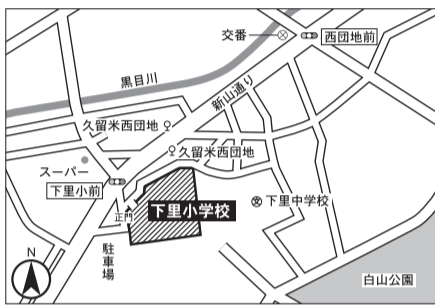 交番
西団地前
黒目川
新山通り
久留米西団地
久留米西団地
スーパー
下里小前
正門
下里小学校
文
下里中学校
駐車場
白山公園
N